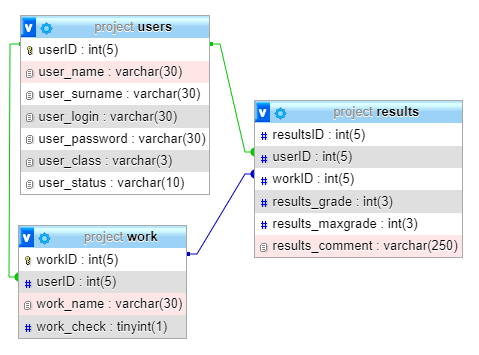 project users
userID : int(5)
user_name : varchar(30)
user_surname : varchar(30)
user_login : varchar(30)
user_password : varchar(30)
user_class : varchar(3)
user_status : varchar(10)
project results
resultsID : int(5)
userID : int(5)
workID : int(5)
results_grade : int(3)
results_maxgrade : int(3)
results_comment : varchar(250)
project work
workID : int(5)
userID : int(5)
work_name : varchar(30)
work_check : tinyint(1)